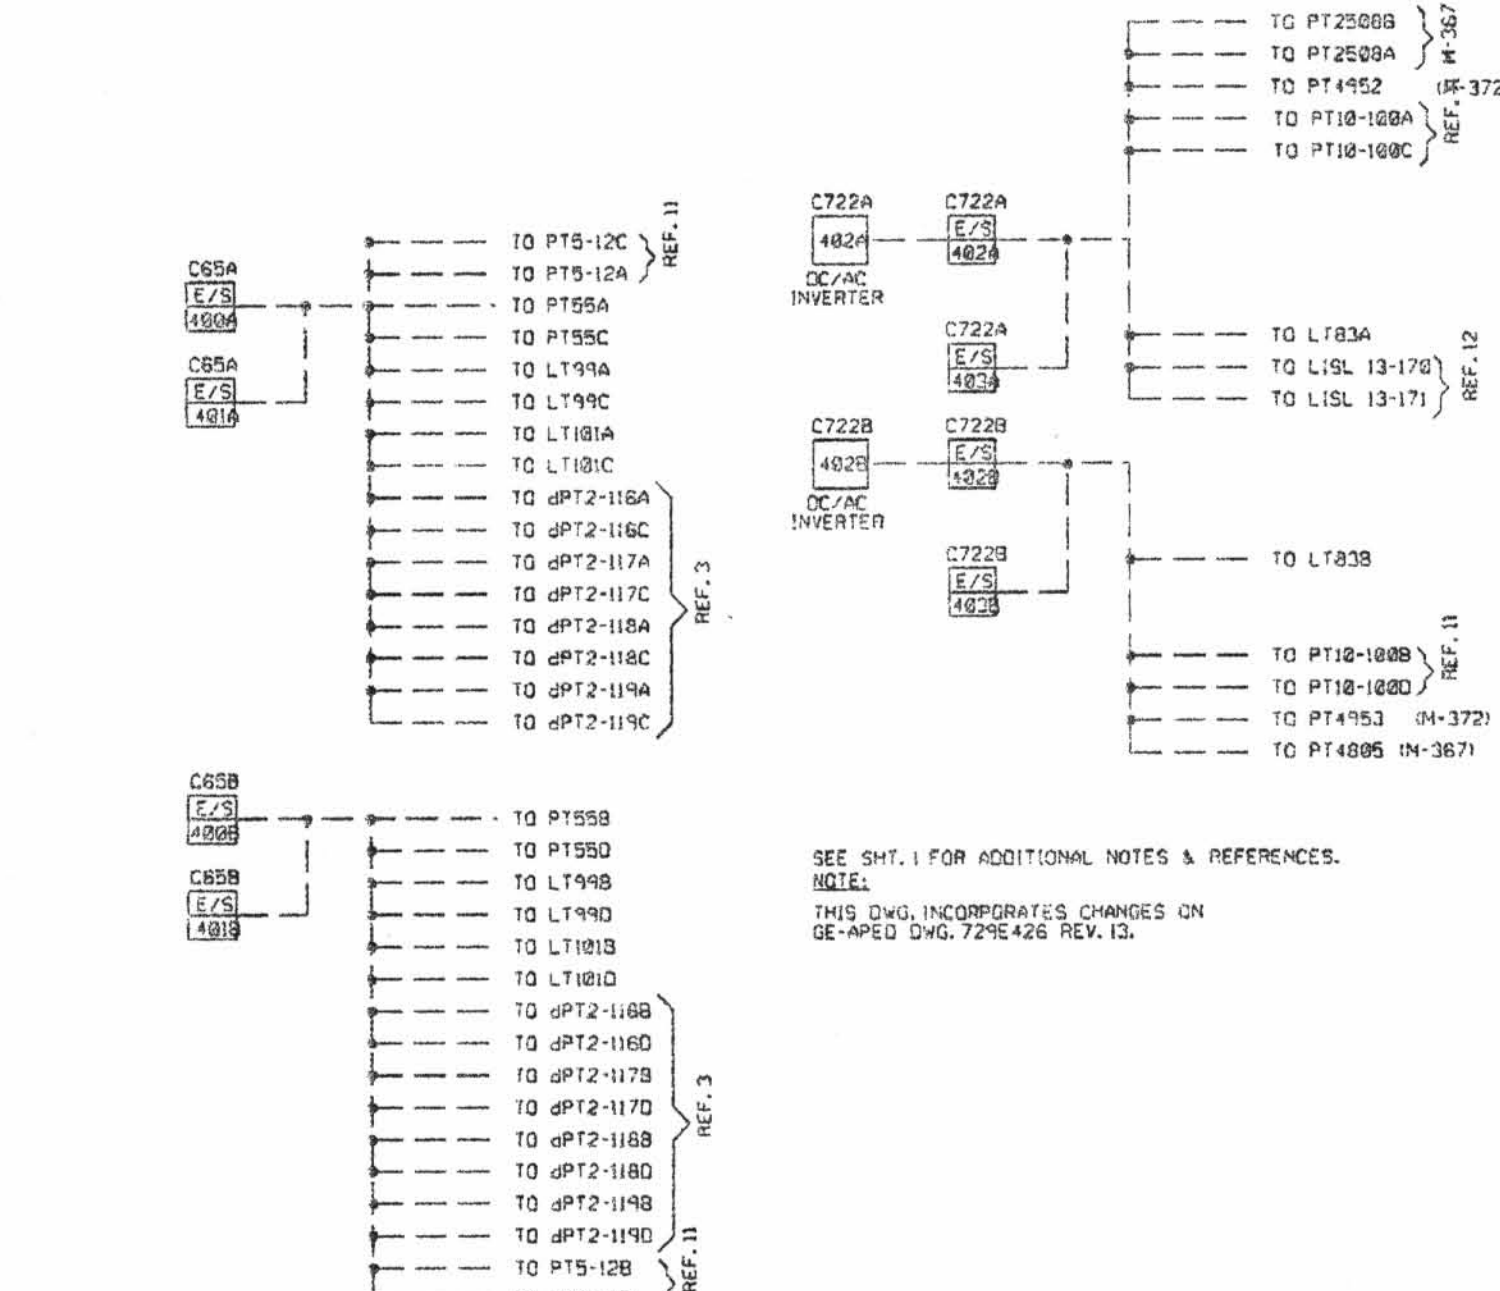 C65A
E/S
400A
C65A
E/S
401A
TO PT5-12C
TO PT5-12A
REF. 11
TO PT55A
TO PT55C
TO LT99A
TO LT99C
TO LT101A
TO LT101C
TO dPT2-116A
TO dPT2-116C
TO dPT2-117A
TO dPT2-117C
TO dPT2-118A
TO dPT2-118C
TO dPT2-119A
TO dPT2-119C
REF. 3
C65B
E/S
400B
C65B
E/S
401B
TO PT55B
TO PT55D
TO LT99B
TO LT99D
TO LT101B
TO LT101D
TO dPT2-116B
TO dPT2-116D
TO dPT2-117B
TO dPT2-117D
TO dPT2-118B
TO dPT2-118D
TO dPT2-119B
TO dPT2-119D
REF. 3
TO PT5-12B
REF. 11
TO PT2508B
TO PT2508A
M-367
TO PT4952 (M-372
TO PT10-100A
TO PT10-100C
REF.
C722A
402A
DC/AC
INVERTER
C722A
E/S
402A
C722A
E/S
403A
TO LT83A
TO LISL 13-170
TO LISL 13-171
REF. 12
C722B
402B
DC/AC
INVERTER
C722B
E/S
402B
C722B
E/S
403B
TO LT83B
TO PT10-100B
TO PT10-100D
REF. 11
TO PT4953 (M-372)
TO PT4805 (M-367)
SEE SHT. 1 FOR ADDITIONAL NOTES & REFERENCES.
NOTE:
THIS DWG. INCORPORATES CHANGES ON
GE-APED DWG. 729E426 REV. 13.